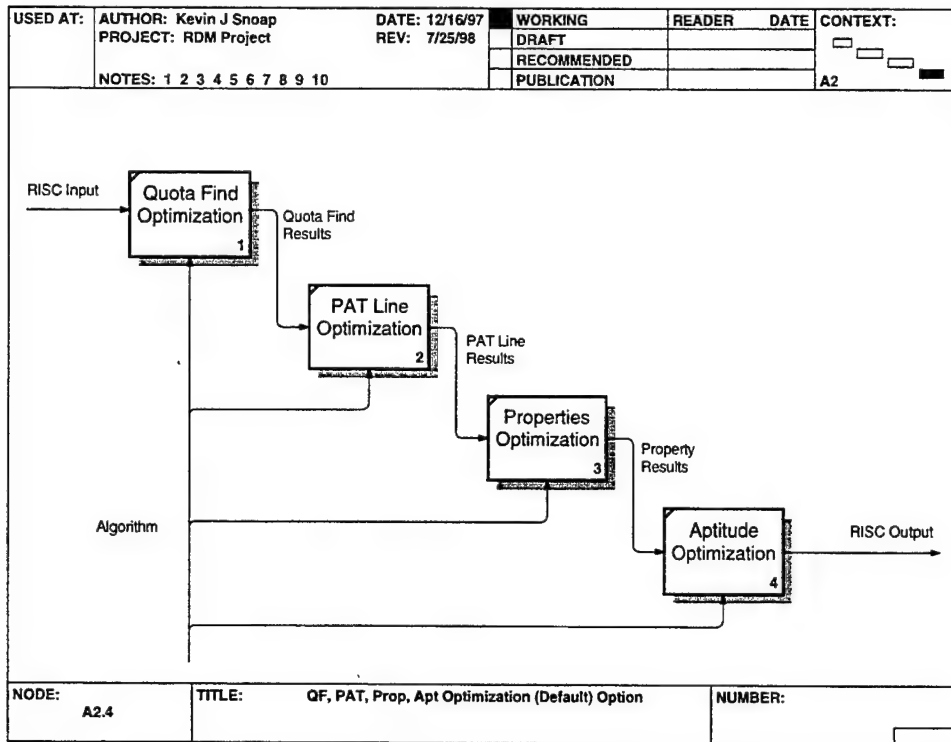 USED AT:
AUTHOR: Kevin J Snoap
DATE: 12/16/97
PROJECT: RDM Project
REV: 7/25/98
NOTES: 1 2 3 4 5 6 7 8 9 10
WORKING
DRAFT
RECOMMENDED
PUBLICATION
READER DATE
CONTEXT:
A2
RISC Input
Quota Find
Optimization
1
Quota Find
Results
PAT Line
Optimization
2
PAT Line
Results
Properties
Optimization
3
Property
Results
Algorithm
Aptitude
Optimization
4
RISC Output
NODE:
A2.4
TITLE:
QF, PAT, Prop, Apt Optimization (Default) Option
NUMBER: